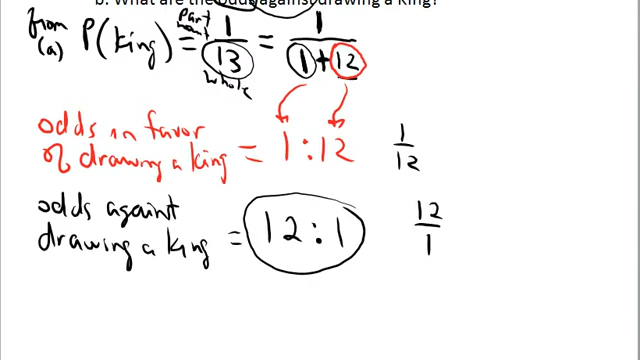 b. What are the odds against drawing a King?
from (a) P(king) = part want 1/13 whole = 1/(1+12)
odds in favor
of drawing a king = 1:12 1/12
odds against
drawing a king = 12:1 12/1